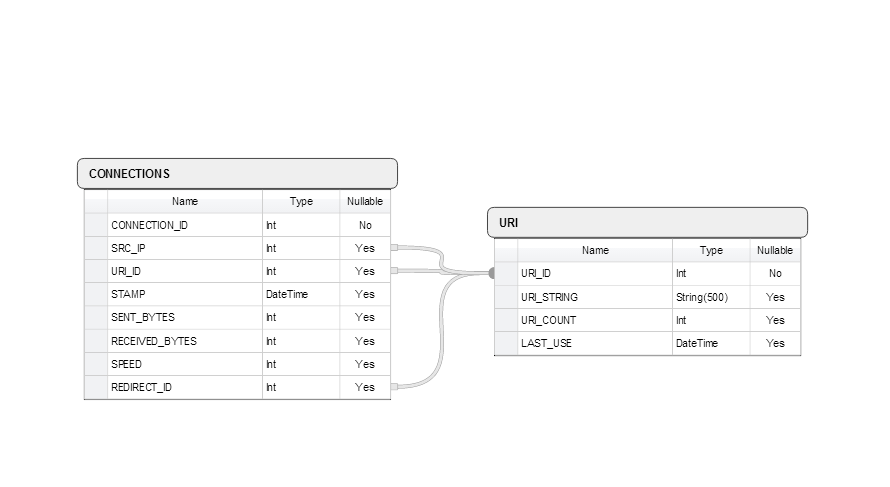 CONNECTIONS
Name Type Nullable
CONNECTION_ID Int No
SRC_IP Int Yes
URI_ID Int Yes
STAMP DateTime Yes
SENT_BYTES Int Yes
RECEIVED_BYTES Int Yes
SPEED Int Yes
REDIRECT_ID Int Yes
URI
Name Type Nullable
URI_ID Int No
URI_STRING String(500) Yes
URI_COUNT Int Yes
LAST_USE DateTime Yes